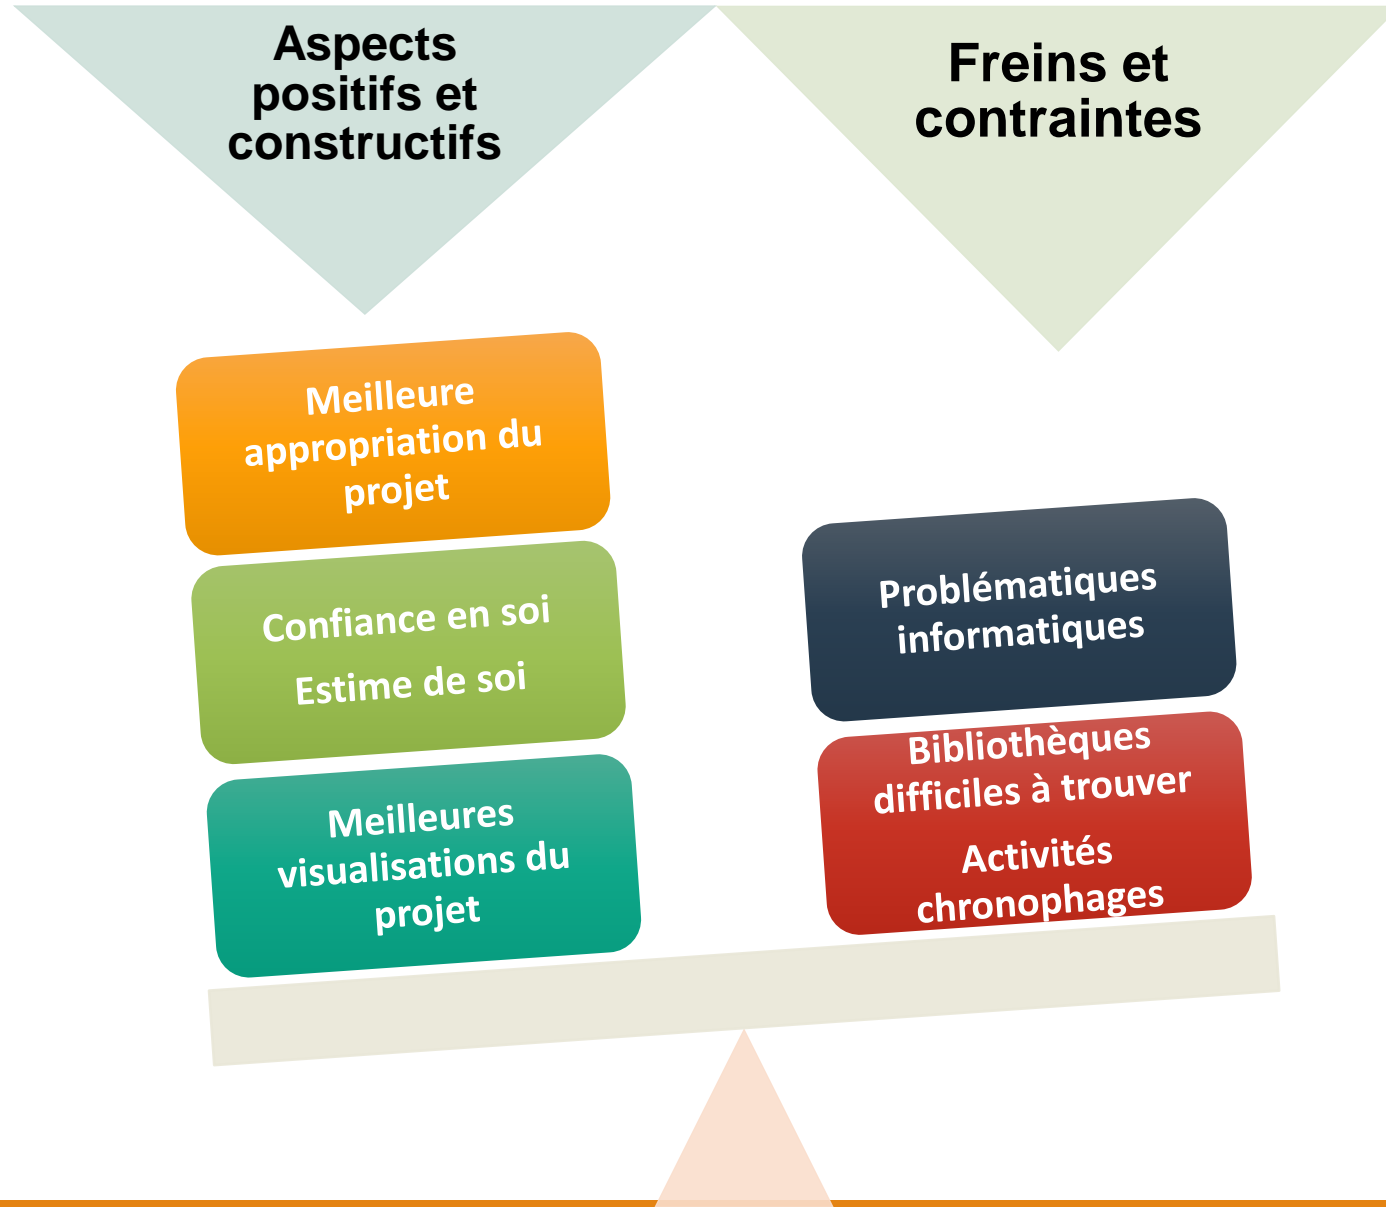 Aspects
positifs et
constructifs
Freins et
contraintes
Meilleure
appropriation du
projet
Confiance en soi
Estime de soi
Meilleures
visualisations du
projet
Problématiques
informatiques
Bibliothèques
difficiles à trouver
Activités
chronophages